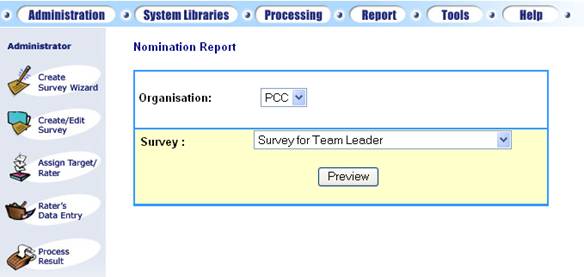 Administration System Libraries Processing Report Tools Help
Administrator
Create
Survey Wizard
Create/Edit
Survey
Assign Target/
Rater
Rater's
Data Entry
Process
Result
Nomination Report
Organisation: PCC
Survey : Survey for Team Leader
Preview